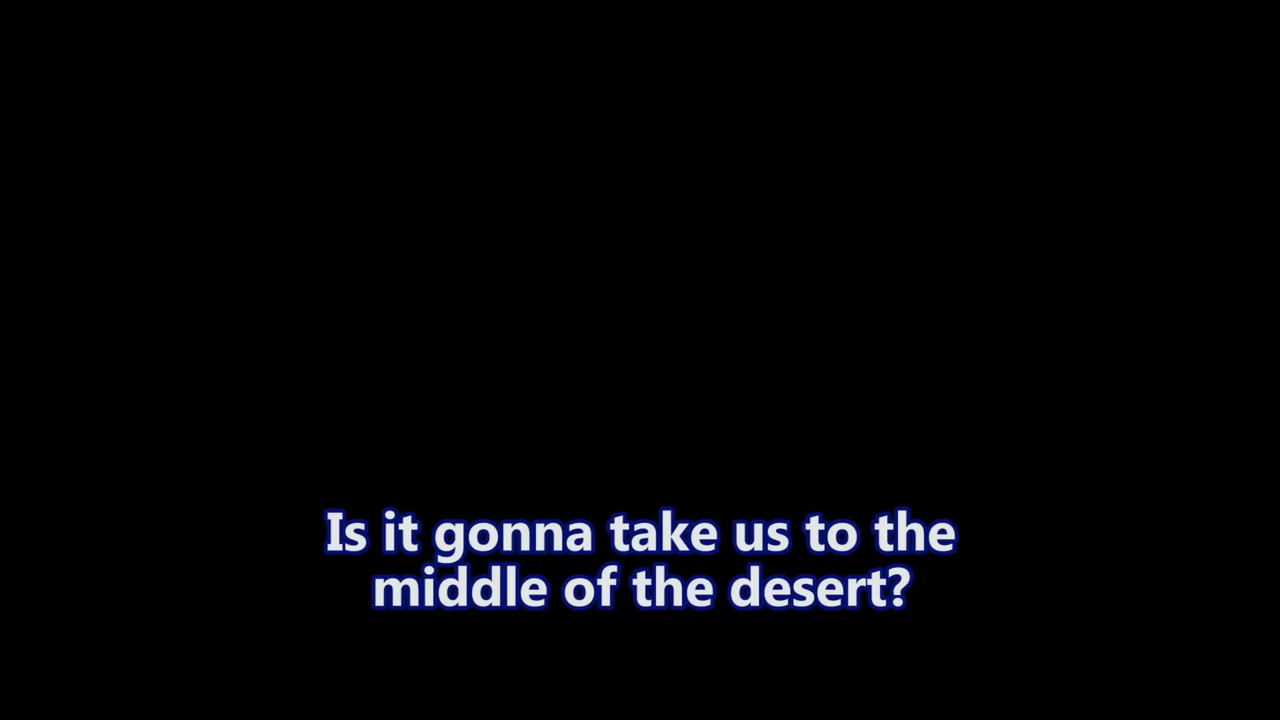 Is it gonna take us to the
middle of the desert?